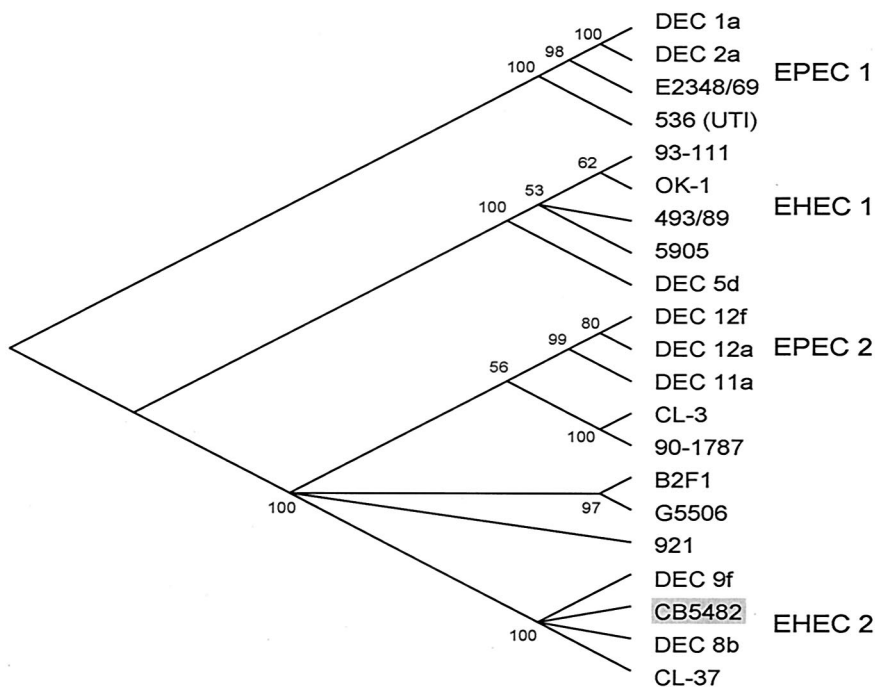 DEC 1a
100
98
DEC 2a
100
EPEC 1
E2348/69
536 (UTI)
93-111
62
OK-1
53
EHEC 1
100
493/89
5905
DEC 5d
DEC 12f
80
99
DEC 12a
EPEC 2
56
DEC 11a
CL-3
100
90-1787
B2F1
100
97
G5506
921
DEC 9f
CB5482
EHEC 2
100
DEC 8b
CL-37